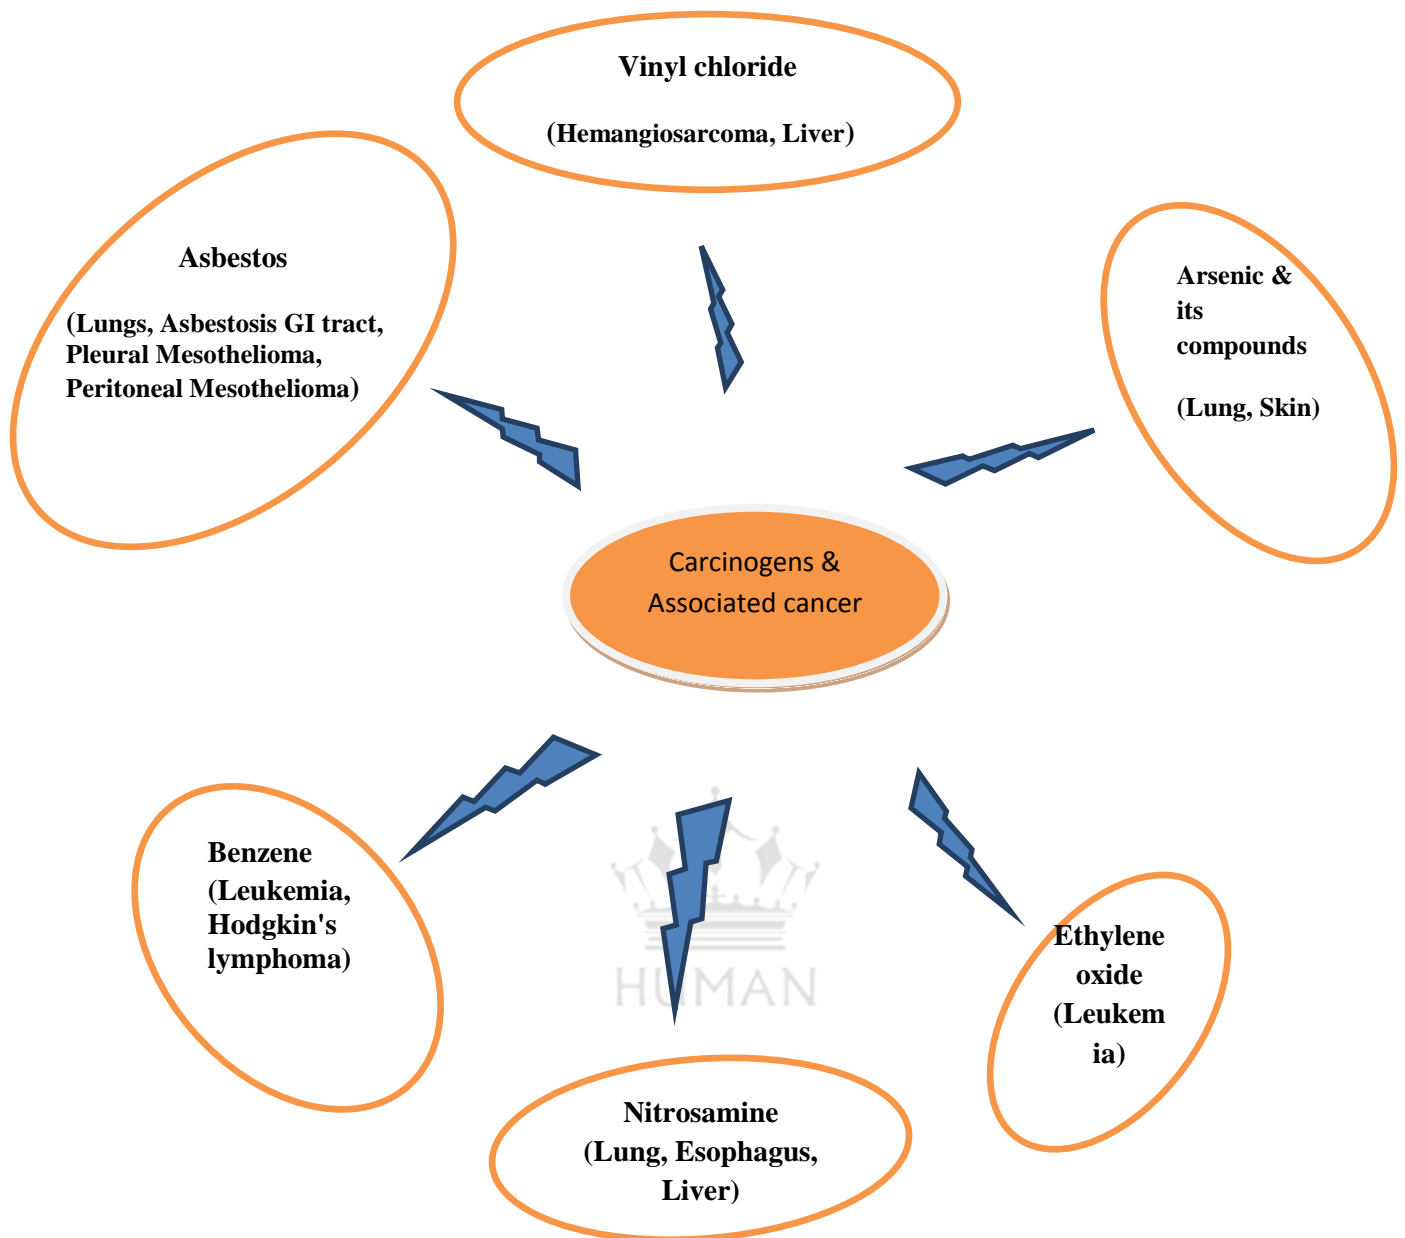 Vinyl chloride
(Hemangiosarcoma, Liver)
Asbestos
(Lungs, Asbestosis GI tract,
Pleural Mesothelioma,
Peritoneal Mesothelioma)
Arsenic &
its
compounds
(Lung, Skin)
Carcinogens &
Associated cancer
Benzene
(Leukemia,
Hodgkin's
lymphoma)
HUMAN
Ethylene
oxide
(Leukem
ia)
Nitrosamine
(Lung, Esophagus,
Liver)